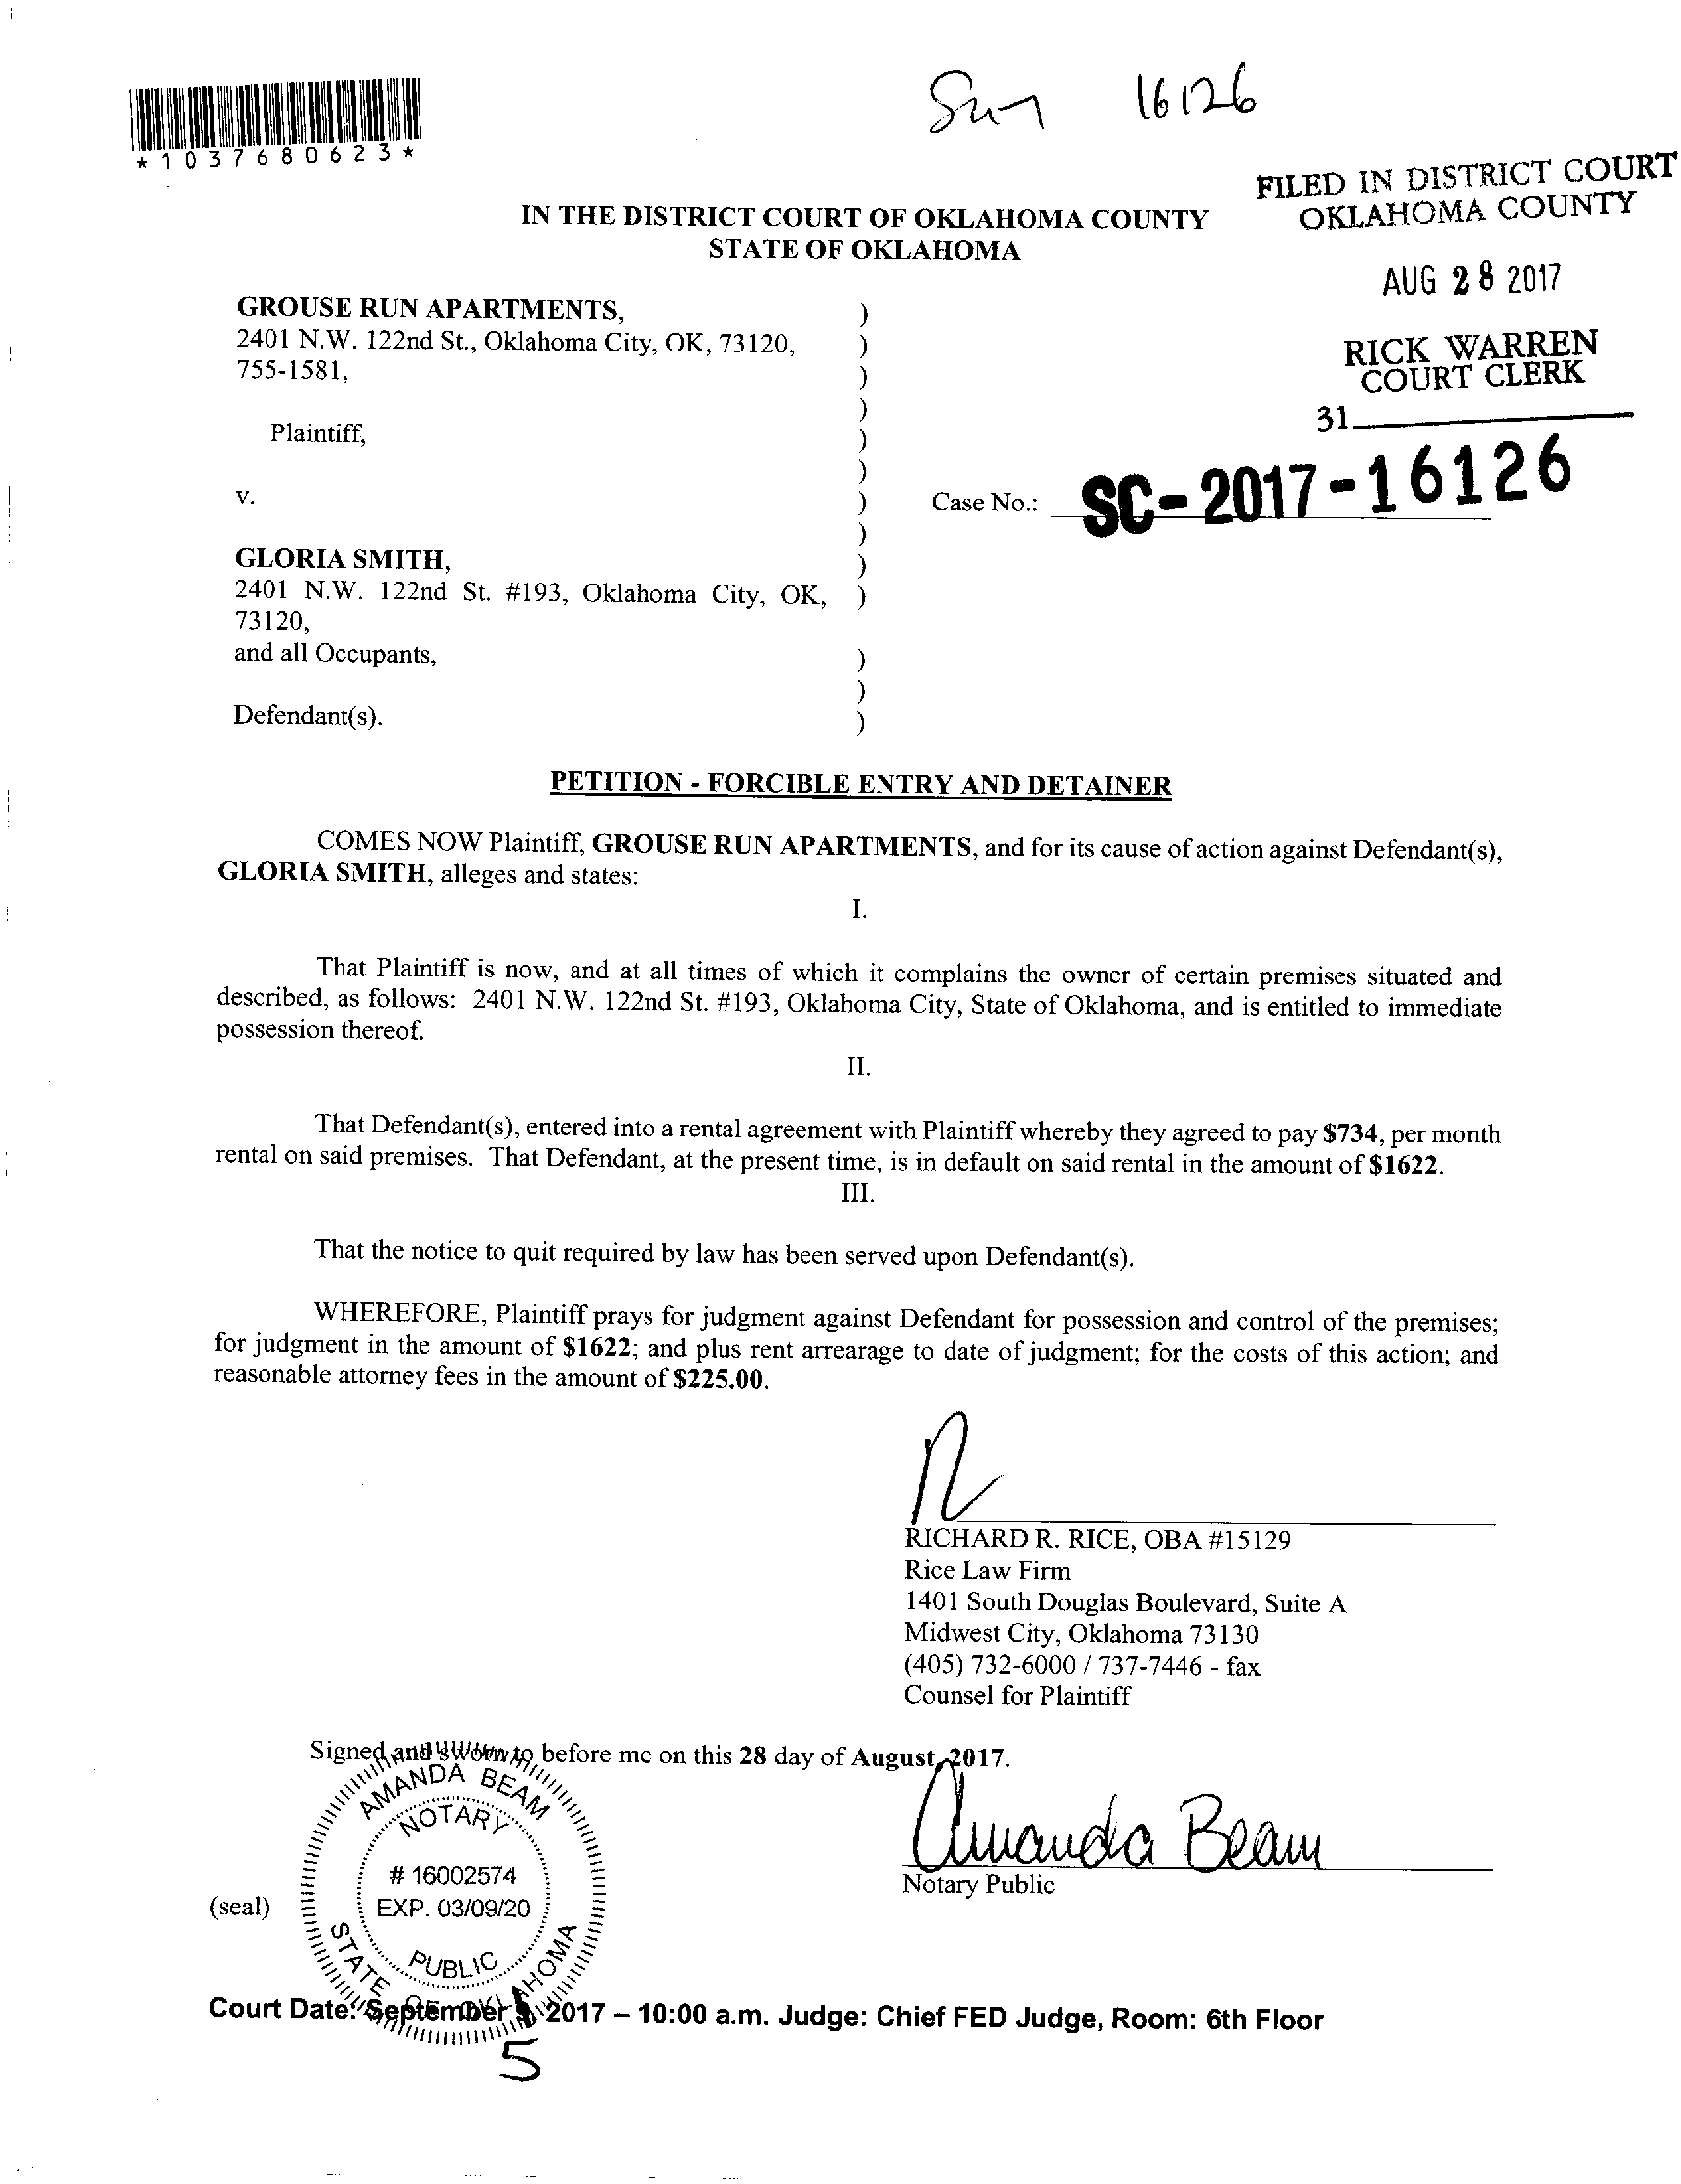 Sum 16126
*1037680623*
FILED IN DISTRICT COURT
OKLAHOMA COUNTY
IN THE DISTRICT COURT OF OKLAHOMA COUNTY
STATE OF OKLAHOMA
AUG 28 2017
RICK WARREN
COURT CLERK
31
GROUSE RUN APARTMENTS, )
2401 N.W. 122nd St., Oklahoma City, OK, 73120, )
755-1581, )
)
Plaintiff, )
)
v. ) Case No.: SC-2017-16126
)
GLORIA SMITH, )
2401 N.W. 122nd St. #193, Oklahoma City, OK, )
73120,
and all Occupants, )
)
Defendant(s). )
PETITION - FORCIBLE ENTRY AND DETAINER
COMES NOW Plaintiff, GROUSE RUN APARTMENTS, and for its cause of action against Defendant(s),
GLORIA SMITH, alleges and states:
I.
That Plaintiff is now, and at all times of which it complains the owner of certain premises situated and
described, as follows: 2401 N.W. 122nd St. #193, Oklahoma City, State of Oklahoma, and is entitled to immediate
possession thereof.
II.
That Defendant(s), entered into a rental agreement with Plaintiff whereby they agreed to pay $734, per month
rental on said premises. That Defendant, at the present time, is in default on said rental in the amount of $1622.
III.
That the notice to quit required by law has been served upon Defendant(s).
WHEREFORE, Plaintiff prays for judgment against Defendant for possession and control of the premises;
for judgment in the amount of $1622; and plus rent arrearage to date of judgment; for the costs of this action; and
reasonable attorney fees in the amount of $225.00.
RICHARD R. RICE, OBA #15129
Rice Law Firm
1401 South Douglas Boulevard, Suite A
Midwest City, Oklahoma 73130
(405) 732-6000 / 737-7446 - fax
Counsel for Plaintiff
Signed and sworn to before me on this 28 day of August, 2017.
Amanda Beam
Notary Public
AMANDA BEAM
NOTARY
# 16002574
EXP. 03/09/20
PUBLIC
STATE OF OKLAHOMA
(seal)
Court Date: September 2017 – 10:00 a.m. Judge: Chief FED Judge, Room: 6th Floor
5